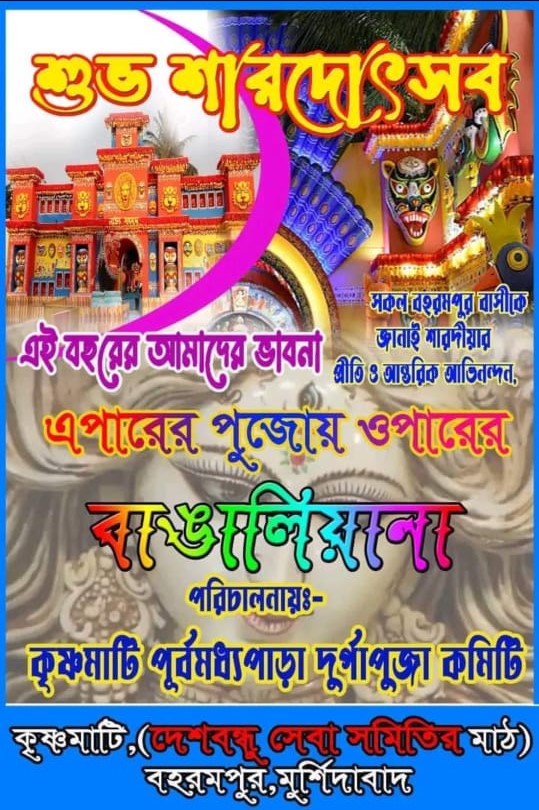 শুভ শারদোৎসব
সকল বহরমপুর বাসীকে
জানাই শারদীয়ার
প্রীতি ও আন্তরিক অভিনন্দন,
এই বছরের আমাদের ভাবনা
এপারের পুজোয় ওপারের
বাঙালিয়ানা
পরিচালনায়ঃ-
কৃষ্ণমাটি পূর্বমধ্যপাড়া দুর্গাপুজা কমিটি
কৃষ্ণমাটি,(দেশবন্ধু সেবা সমিতির মাঠ)
বহরমপুর,মুর্শিদাবাদ